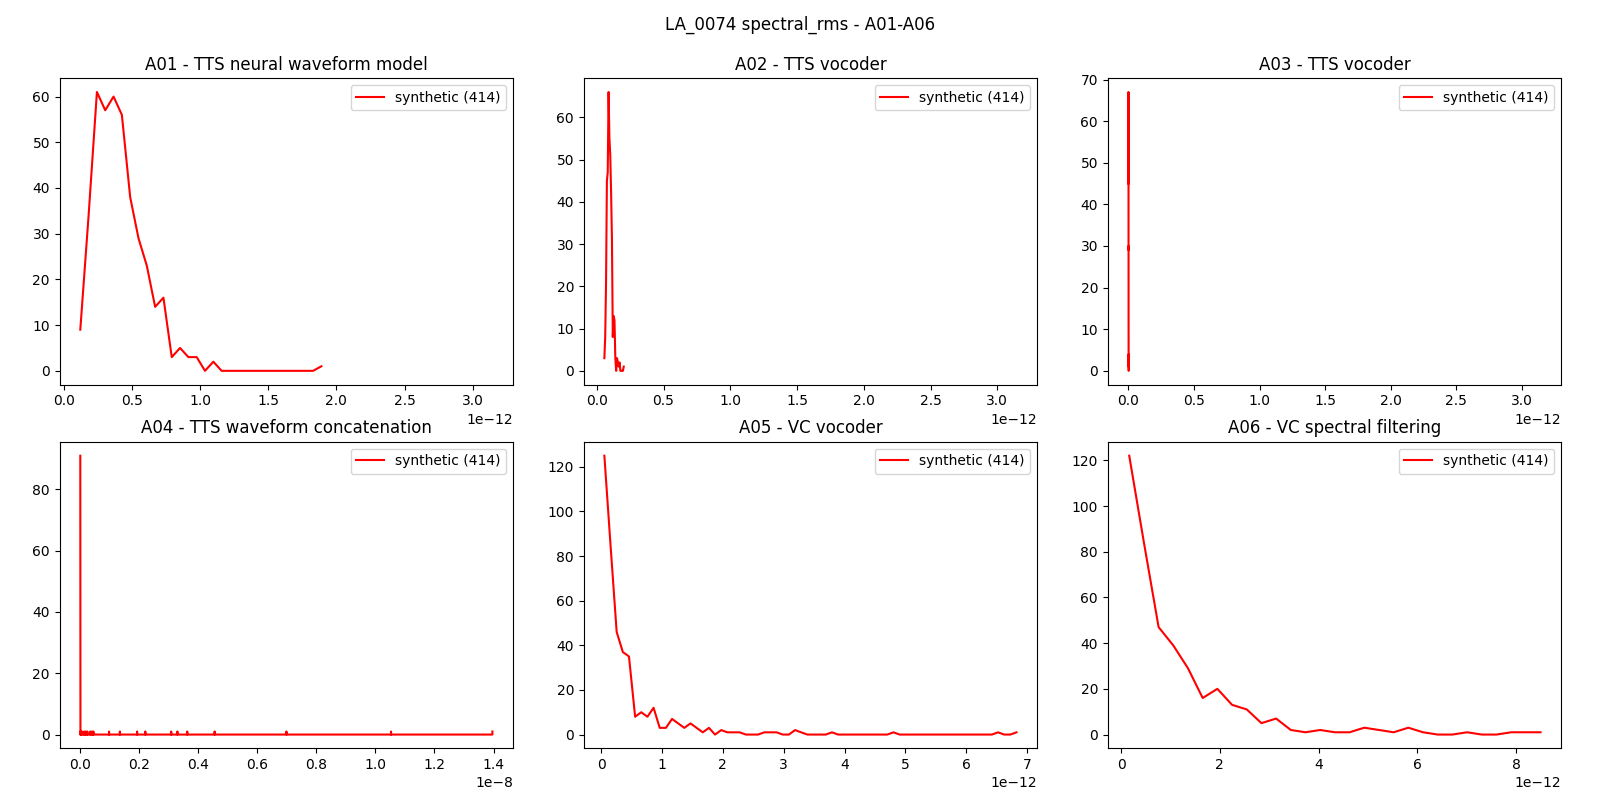 LA_0074 spectral_rms - A01-A06
A01 - TTS neural waveform model
synthetic (414)
60
50
40
30
20
10
0
0.0 0.5 1.0 1.5 2.0 2.5 3.0
1e−12
A02 - TTS vocoder
synthetic (414)
60
50
40
30
20
10
0
0.0 0.5 1.0 1.5 2.0 2.5 3.0
1e−12
A03 - TTS vocoder
synthetic (414)
70
60
50
40
30
20
10
0
0.0 0.5 1.0 1.5 2.0 2.5 3.0
1e−12
A04 - TTS waveform concatenation
synthetic (414)
80
60
40
20
0
0.0 0.2 0.4 0.6 0.8 1.0 1.2 1.4
1e−8
A05 - VC vocoder
synthetic (414)
120
100
80
60
40
20
0
0 1 2 3 4 5 6 7
1e−12
A06 - VC spectral filtering
synthetic (414)
120
100
80
60
40
20
0
0 2 4 6 8
1e−12